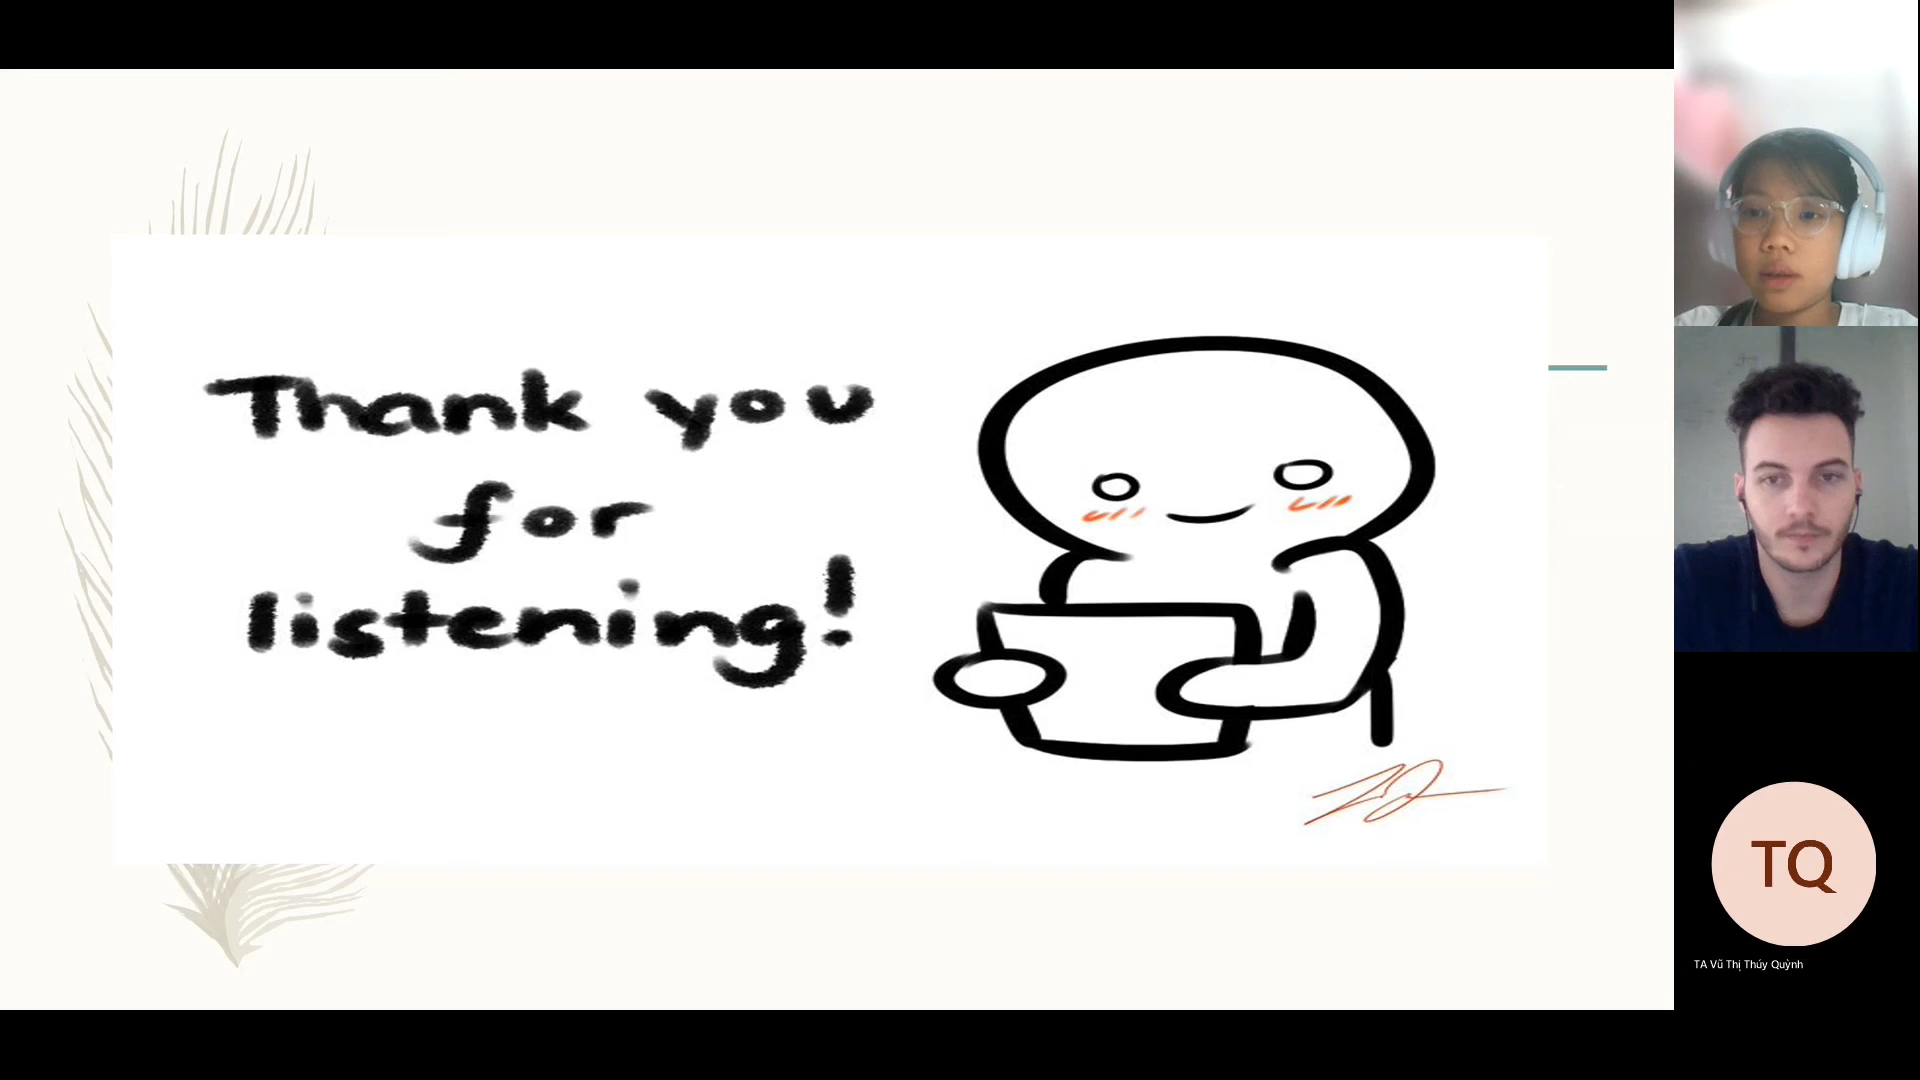 Thank you
for
listening!
TQ
TA Vũ Thị Thúy Quỳnh